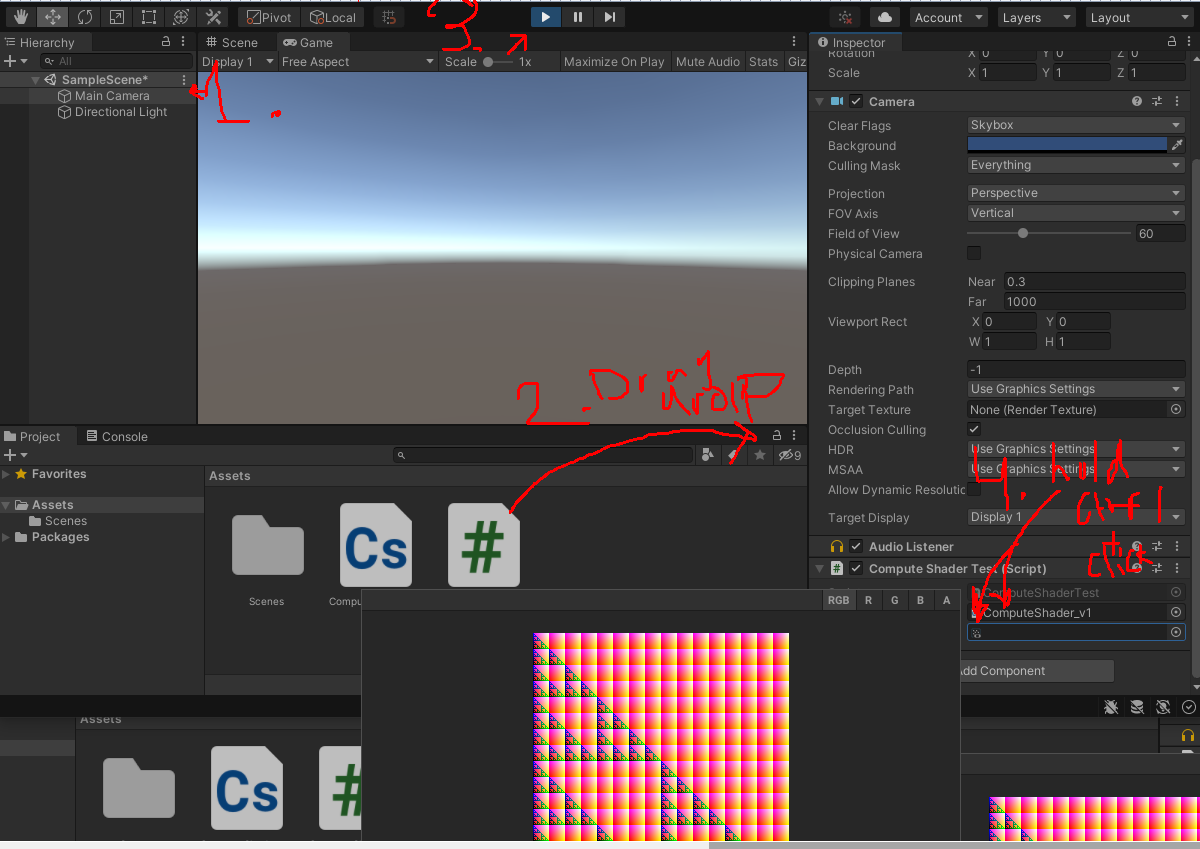 Pivot Local Account Layers Layout
3.
Hierarchy Scene Game Inspector
All Display 1 Free Aspect Scale 1x Maximize On Play Mute Audio Stats Giz
Rotation X 0 Y 0 Z 0
Scale X 1 Y 1 Z 1
SampleScene*
Main Camera
Directional Light
1.
Camera
Clear Flags Skybox
Background
Culling Mask Everything
Projection Perspective
FOV Axis Vertical
Field of View 60
Physical Camera
Clipping Planes Near 0.3
Far 1000
Viewport Rect X 0 Y 0
W 1 H 1
Depth -1
Rendering Path Use Graphics Settings
Target Texture None (Render Texture)
Occlusion Culling
HDR Use Graphics Settings
MSAA Use Graphics Settings
Allow Dynamic Resolutic
Target Display Display 1
2.
4. hold
ctrl
click
Project Console
9
Favorites
Assets
Scenes
Packages
Assets
Cs #
Scenes Compu
Audio Listener
Compute Shader Test (Script)
ComputeShaderTest
ComputeShader_v1
Add Component
RGB R G B A
Assets
Cs #